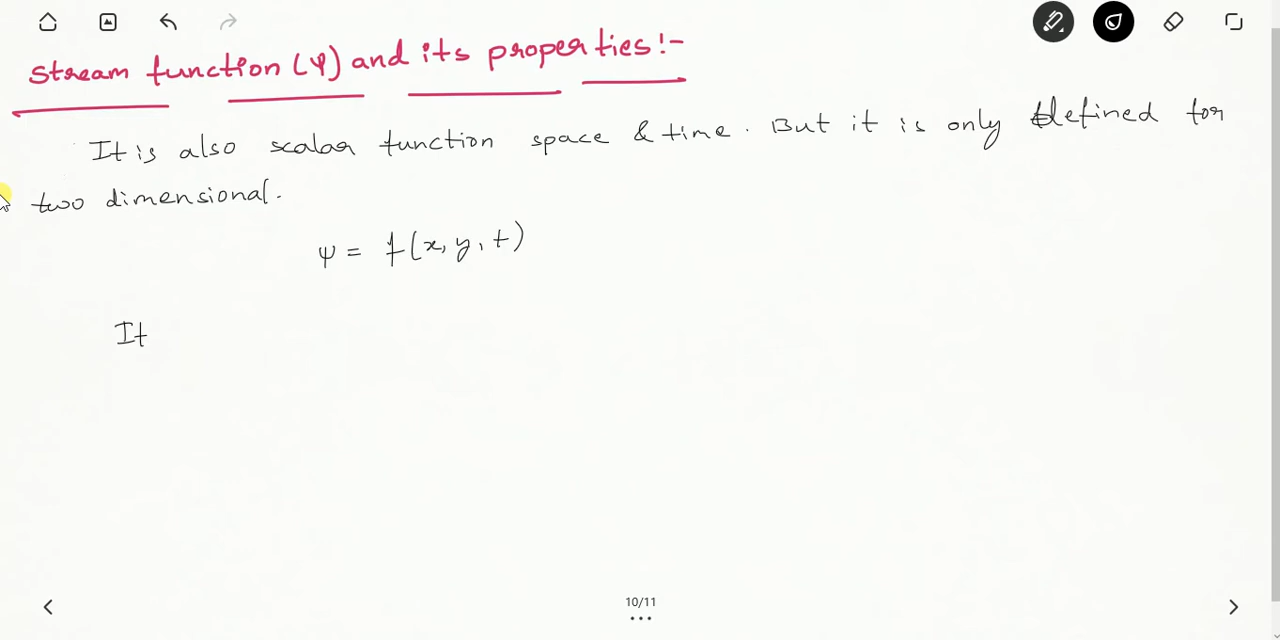 Stream function (ψ) and its properties:-
It is also scalar function space & time. But it is only defined for
two dimensional.
ψ = f(x, y, t)
It
10/11